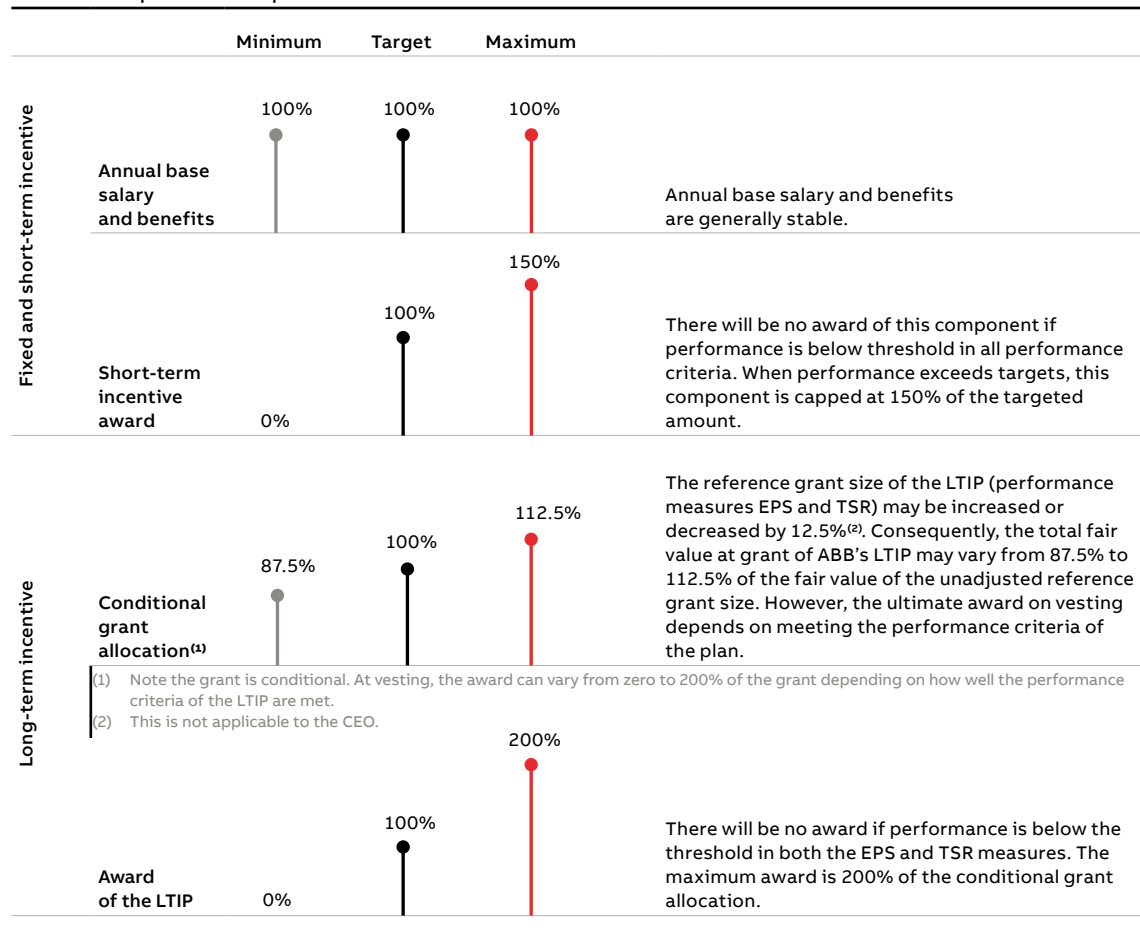 Minimum Target Maximum
Fixed and short-term incentive
100% 100% 100%
Annual base
salary
and benefits
Annual base salary and benefits
are generally stable.
150%
100%
0%
Short-term
incentive
award
There will be no award of this component if
performance is below threshold in all performance
criteria. When performance exceeds targets, this
component is capped at 150% of the targeted
amount.
Long-term incentive
112.5%
100%
87.5%
Conditional
grant
allocation(1)
The reference grant size of the LTIP (performance
measures EPS and TSR) may be increased or
decreased by 12.5%(2). Consequently, the total fair
value at grant of ABB’s LTIP may vary from 87.5% to
112.5% of the fair value of the unadjusted reference
grant size. However, the ultimate award on vesting
depends on meeting the performance criteria of
the plan.
(1) Note the grant is conditional. At vesting, the award can vary from zero to 200% of the grant depending on how well the performance
criteria of the LTIP are met.
(2) This is not applicable to the CEO.
200%
100%
0%
Award
of the LTIP
There will be no award if performance is below the
threshold in both the EPS and TSR measures. The
maximum award is 200% of the conditional grant
allocation.